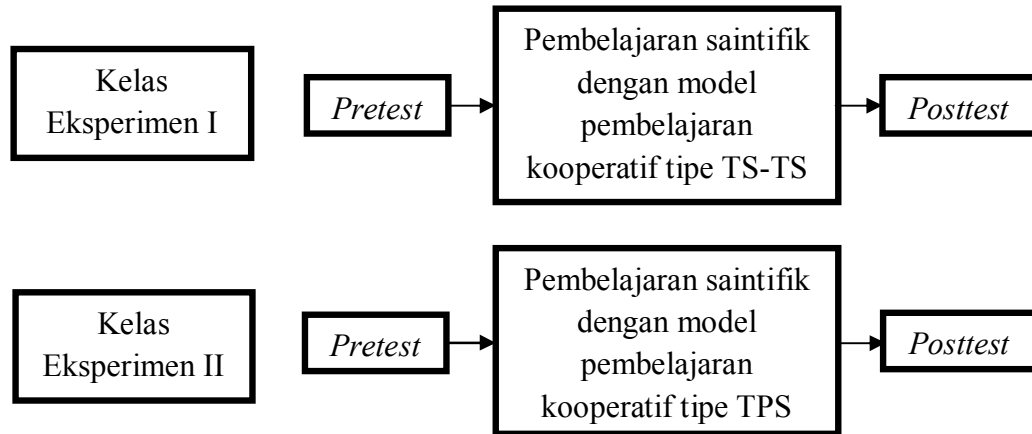 Kelas
Eksperimen I
Pretest
Pembelajaran saintifik
dengan model
pembelajaran
kooperatif tipe TS-TS
Posttest
Kelas
Eksperimen II
Pretest
Pembelajaran saintifik
dengan model
pembelajaran
kooperatif tipe TPS
Posttest